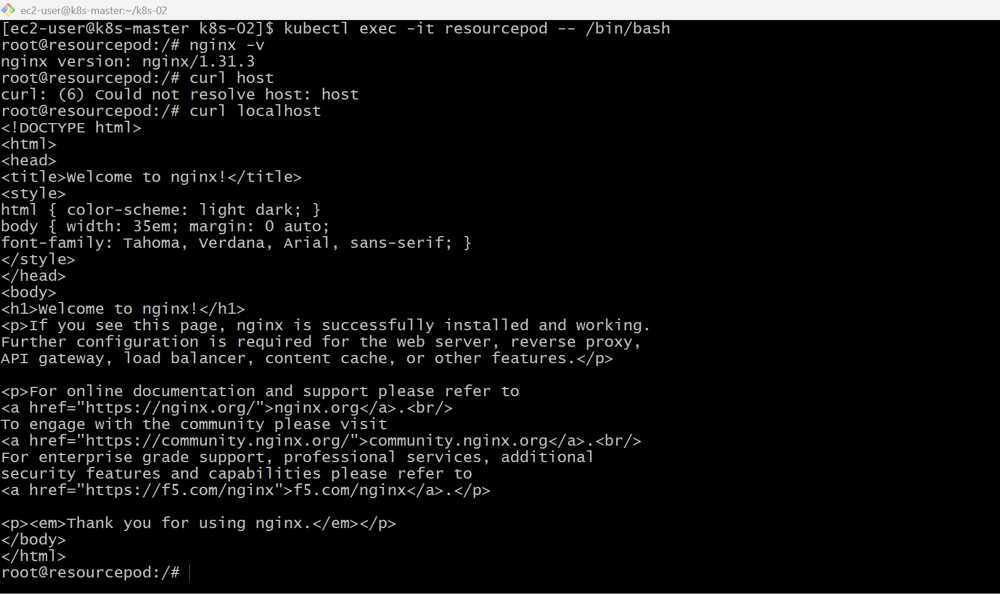 ec2-user@k8s-master:~/k8s-02
[ec2-user@k8s-master k8s-02]$ kubectl exec -it resourcepod -- /bin/bash
root@resourcepod:/# nginx -v
nginx version: nginx/1.31.3
root@resourcepod:/# curl host
curl: (6) Could not resolve host: host
root@resourcepod:/# curl localhost
<!DOCTYPE html>
<html>
<head>
<title>Welcome to nginx!</title>
<style>
html { color-scheme: light dark; }
body { width: 35em; margin: 0 auto;
font-family: Tahoma, Verdana, Arial, sans-serif; }
</style>
</head>
<body>
<h1>Welcome to nginx!</h1>
<p>If you see this page, nginx is successfully installed and working.
Further configuration is required for the web server, reverse proxy,
API gateway, load balancer, content cache, or other features.</p>

<p>For online documentation and support please refer to
<a href="https://nginx.org/">nginx.org</a>.<br/>
To engage with the community please visit
<a href="https://community.nginx.org/">community.nginx.org</a>.<br/>
For enterprise grade support, professional services, additional
security features and capabilities please refer to
<a href="https://f5.com/nginx">f5.com/nginx</a>.</p>

<p><em>Thank you for using nginx.</em></p>
</body>
</html>
root@resourcepod:/#